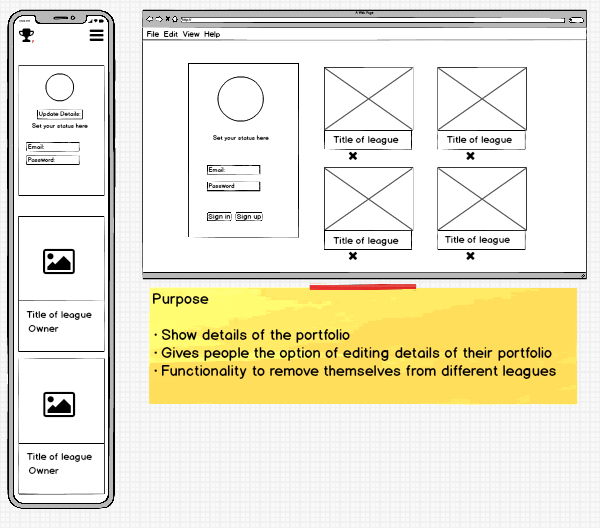 Update Details:
Set your status here
Email:
Password:
Title of league
Owner
Title of league
Owner
A Web Page
http://
File Edit View Help
Set your status here
Email:
Password
Sign in Sign up
Title of league
Title of league
Title of league
Title of league
Purpose
· Show details of the portfolio
· Gives people the option of editing details of their portfolio
· Functionality to remove themselves from different leagues